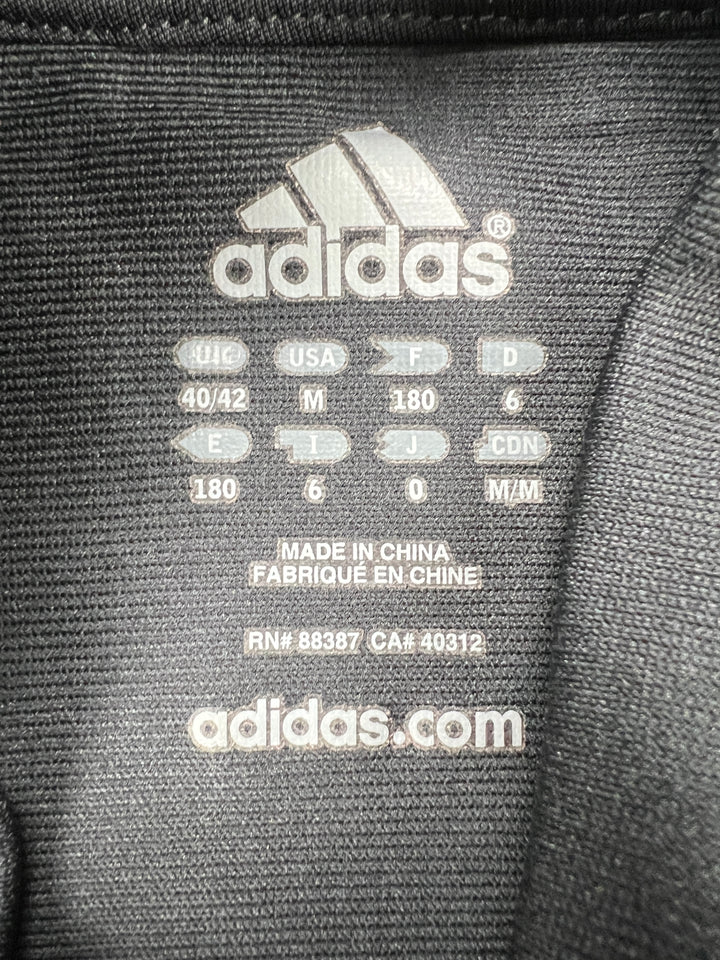 adidas®
UK USA F D
40/42 M 180 6
E I J CDN
180 6 0 M/M
MADE IN CHINA
FABRIQUÉ EN CHINE
RN# 88387 CA# 40312
adidas.com